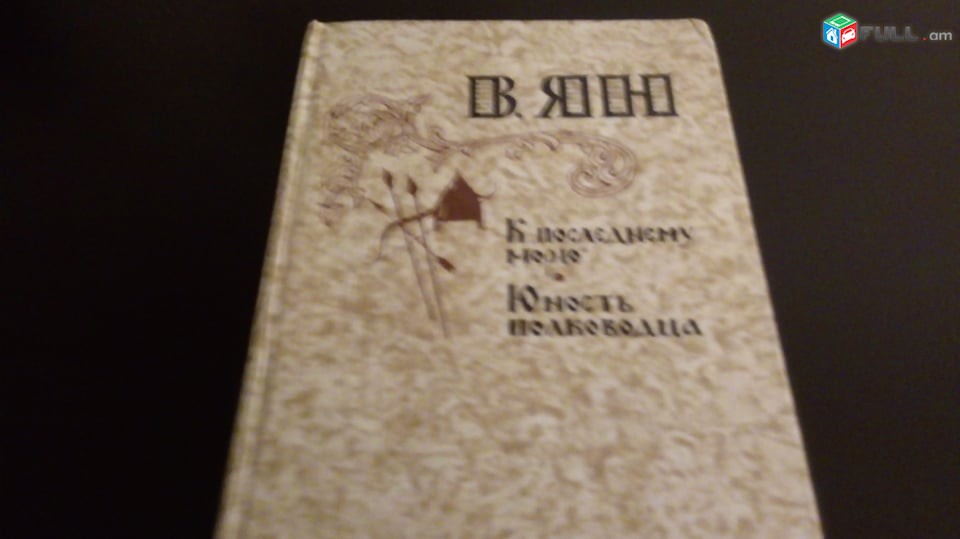 FULL.am
В. ЯН
К последнему
морю
Юность
полководца